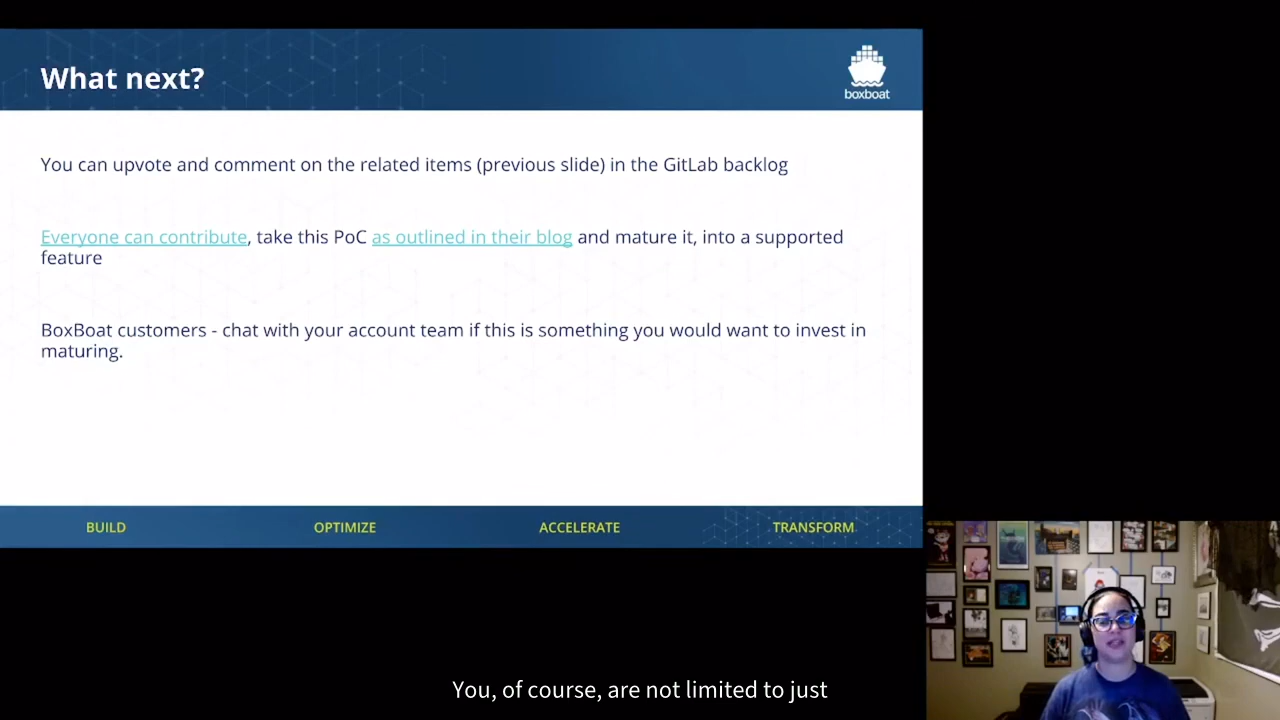 What next?
boxboat
You can upvote and comment on the related items (previous slide) in the GitLab backlog
Everyone can contribute, take this PoC as outlined in their blog and mature it, into a supported
feature
BoxBoat customers - chat with your account team if this is something you would want to invest in
maturing.
BUILD
OPTIMIZE
ACCELERATE
TRANSFORM
You, of course, are not limited to just